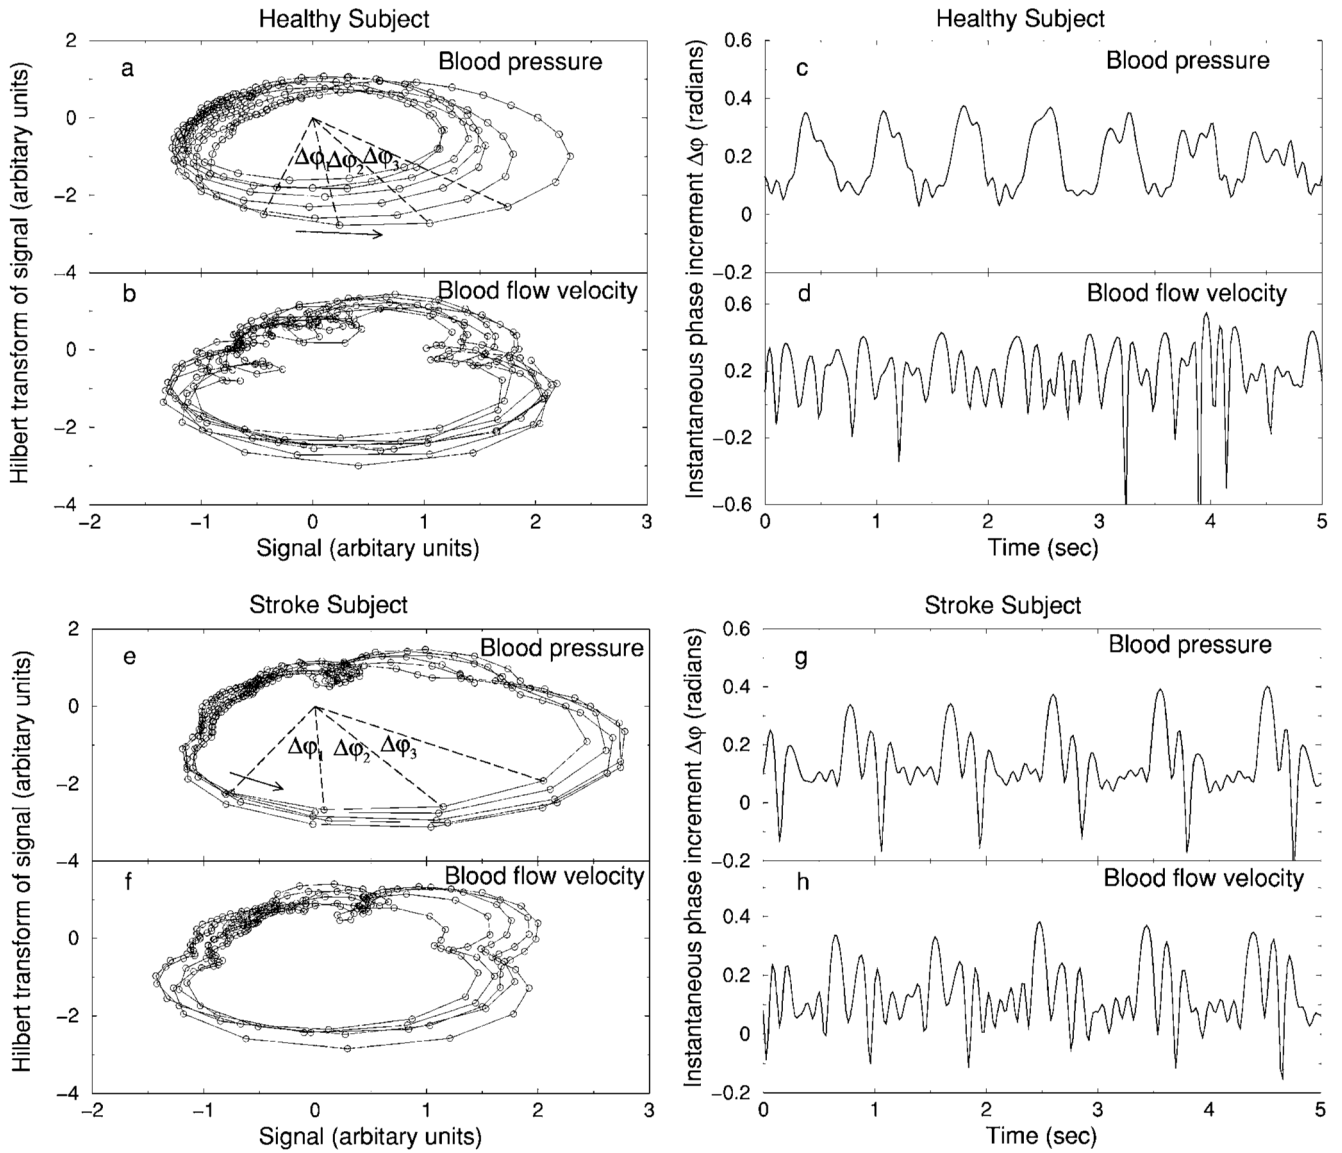 Healthy Subject
Healthy Subject
Hilbert transform of signal (arbitary units)
2
0
−2
−4
a
Blood pressure
Δφ1
Δφ2
Δφ3
b
Blood flow velocity
0
−2
−4
−2
−1
0
1
2
3
Signal (arbitary units)
Instantaneous phase increment Δφ (radians)
0.6
0.4
0.2
0
−0.2
c
Blood pressure
d
Blood flow velocity
0.6
0.2
−0.2
−0.6
0
1
2
3
4
5
Time (sec)
Stroke Subject
Stroke Subject
Hilbert transform of signal (arbitary units)
2
0
−2
−4
e
Blood pressure
Δφ1
Δφ2
Δφ3
f
Blood flow velocity
0
−2
−4
−2
−1
0
1
2
3
Signal (arbitary units)
Instantaneous phase increment Δφ (radians)
0.6
0.4
0.2
0
−0.2
g
Blood pressure
h
Blood flow velocity
0.4
0.2
0
−0.2
0
1
2
3
4
5
Time (sec)